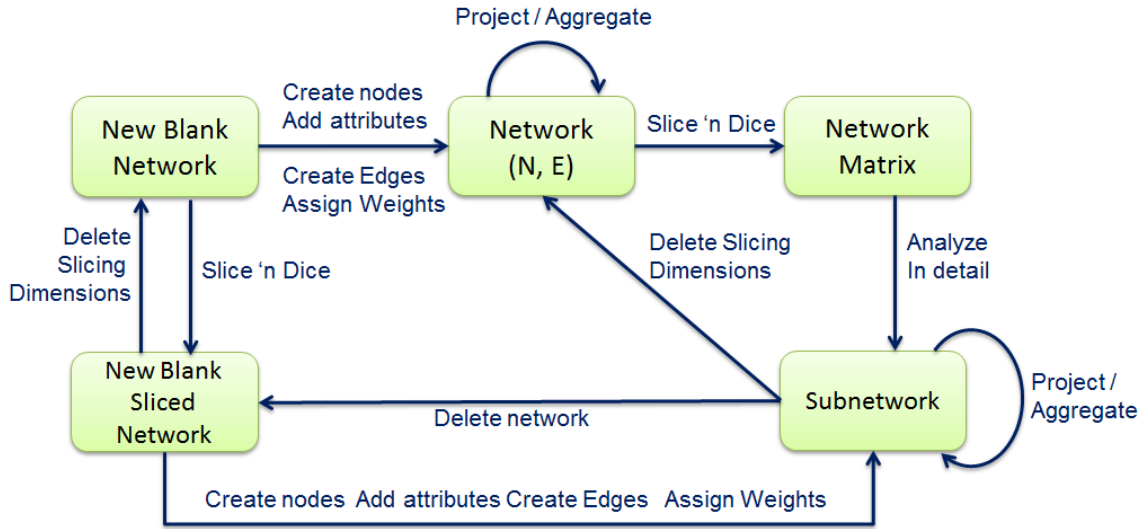 Project / Aggregate
Create nodes
Add attributes
New Blank
Network
Network
(N, E)
Slice ‘n Dice
Network
Matrix
Create Edges
Assign Weights
Delete
Slicing
Dimensions
Slice ‘n Dice
Delete Slicing
Dimensions
Analyze
In detail
New Blank
Sliced
Network
Delete network
Subnetwork
Project /
Aggregate
Create nodes Add attributes Create Edges Assign Weights